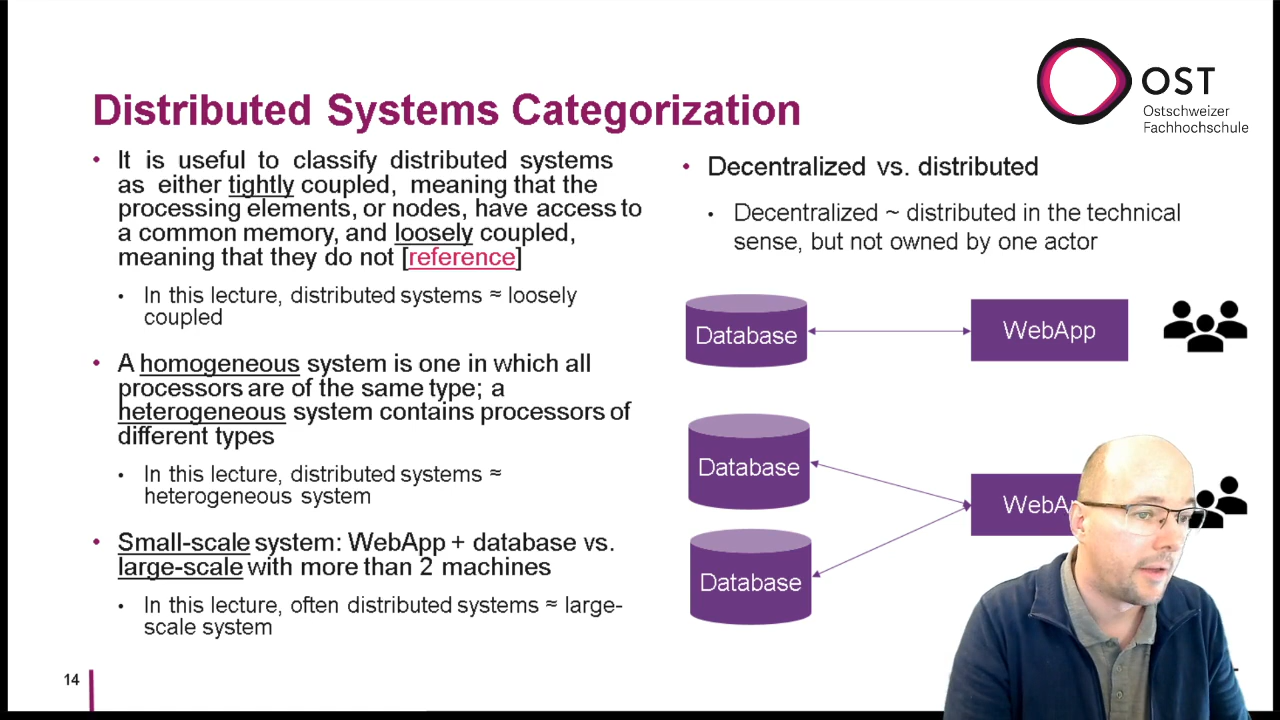 OST
Ostschweizer
Fachhochschule
Distributed Systems Categorization
• It is useful to classify distributed systems
as either tightly coupled, meaning that the
processing elements, or nodes, have access to
a common memory, and loosely coupled,
meaning that they do not [reference]
• In this lecture, distributed systems ≈ loosely
coupled
• A homogeneous system is one in which all
processors are of the same type; a
heterogeneous system contains processors of
different types
• In this lecture, distributed systems ≈
heterogeneous system
• Small-scale system: WebApp + database vs.
large-scale with more than 2 machines
• In this lecture, often distributed systems ≈ large-
scale system
• Decentralized vs. distributed
• Decentralized ~ distributed in the technical
sense, but not owned by one actor
Database
WebApp
Database
Database
14